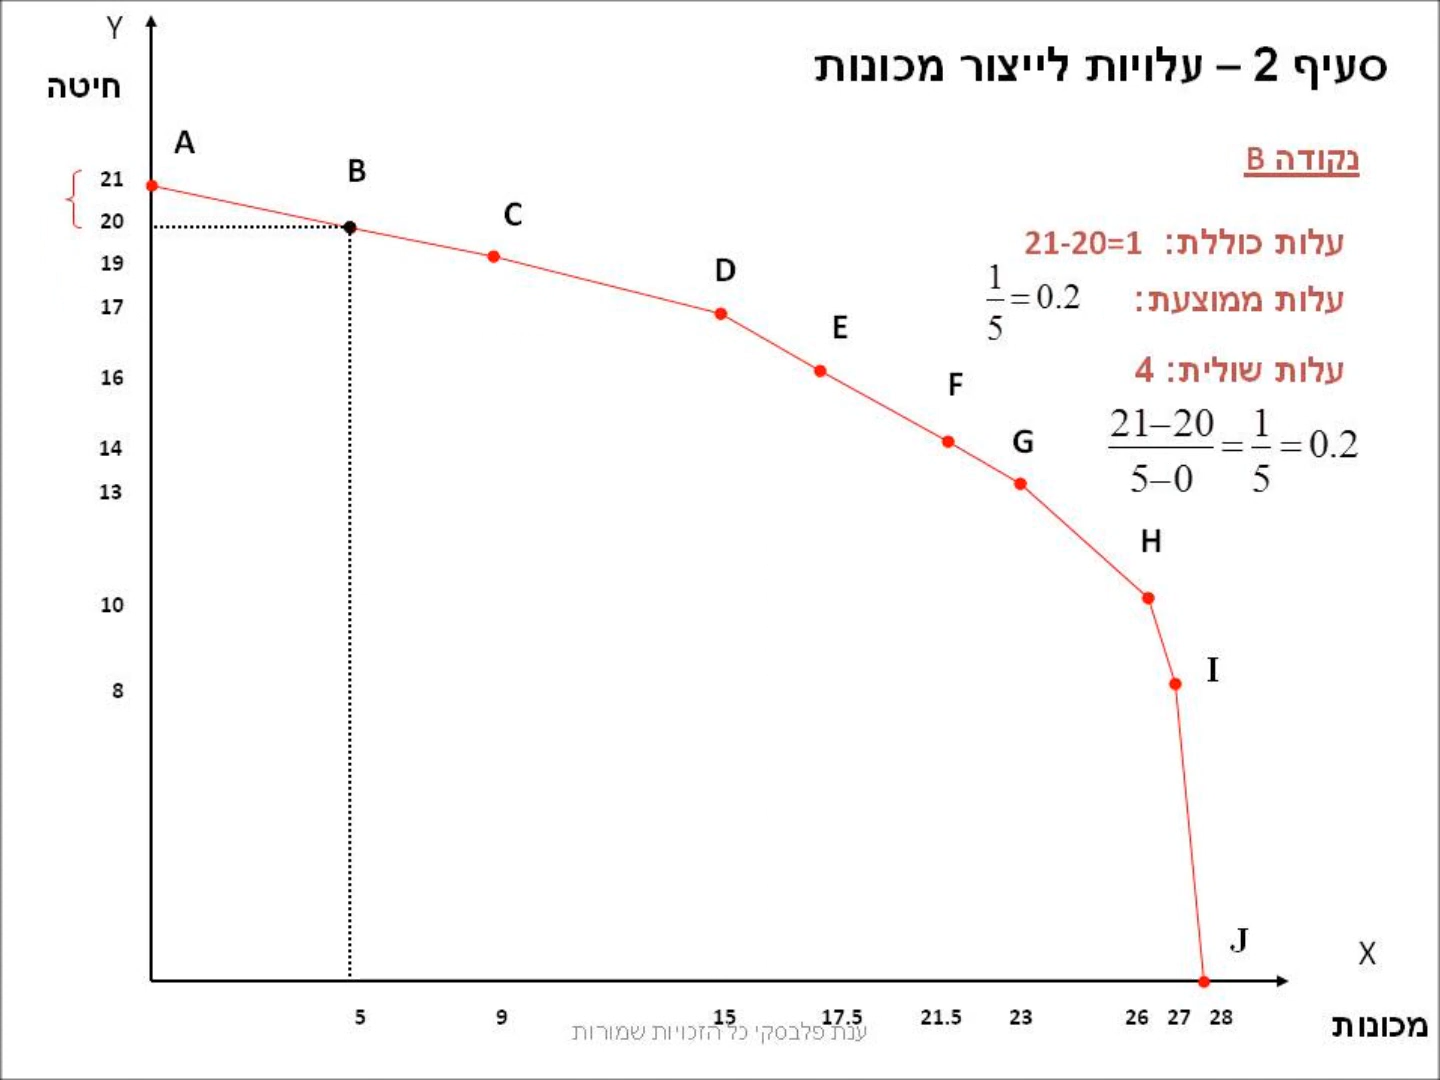 סעיף 2 – עלויות לייצור מכונות
Y
חיטה
נקודה B
עלות כוללת: 21-20=1
עלות ממוצעת: 1/5 = 0.2
עלות שולית: 4
21–20/5–0 = 1/5 = 0.2
A
B
C
D
E
F
G
H
I
J
21
20
19
17
16
14
13
10
8
X
5 9 15 17.5 21.5 23 26 27 28
מכונות
ענת פלבסקי כל הזכויות שמורות